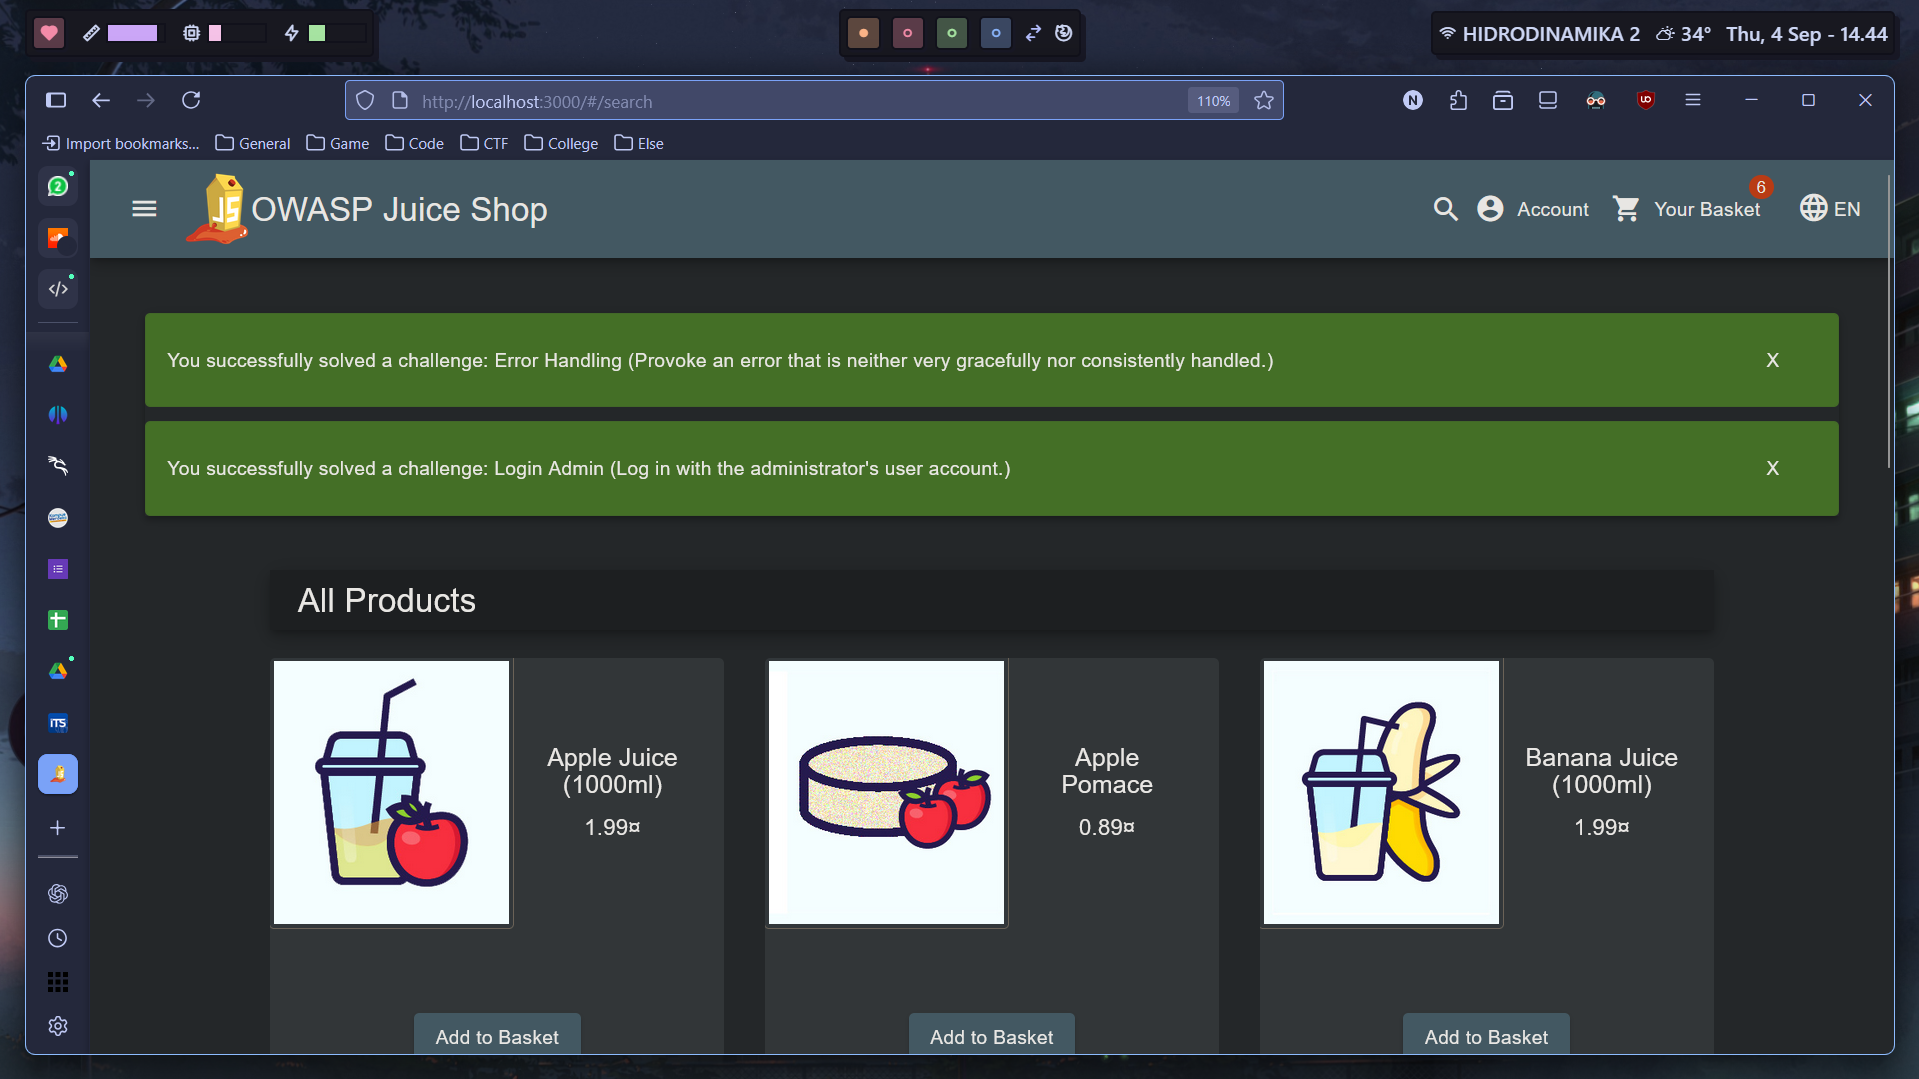 HIDRODINAMIKA 2 34° Thu, 4 Sep - 14.44
http://localhost:3000/#/search 110% N
Import bookmarks... General Game Code CTF College Else
2
JS OWASP Juice Shop Account Your Basket 6 EN
You successfully solved a challenge: Error Handling (Provoke an error that is neither very gracefully nor consistently handled.) X
You successfully solved a challenge: Login Admin (Log in with the administrator's user account.) X
All Products
ITS
Apple Juice
(1000ml)
1.99¤
Apple
Pomace
0.89¤
Banana Juice
(1000ml)
1.99¤
Add to Basket Add to Basket Add to Basket